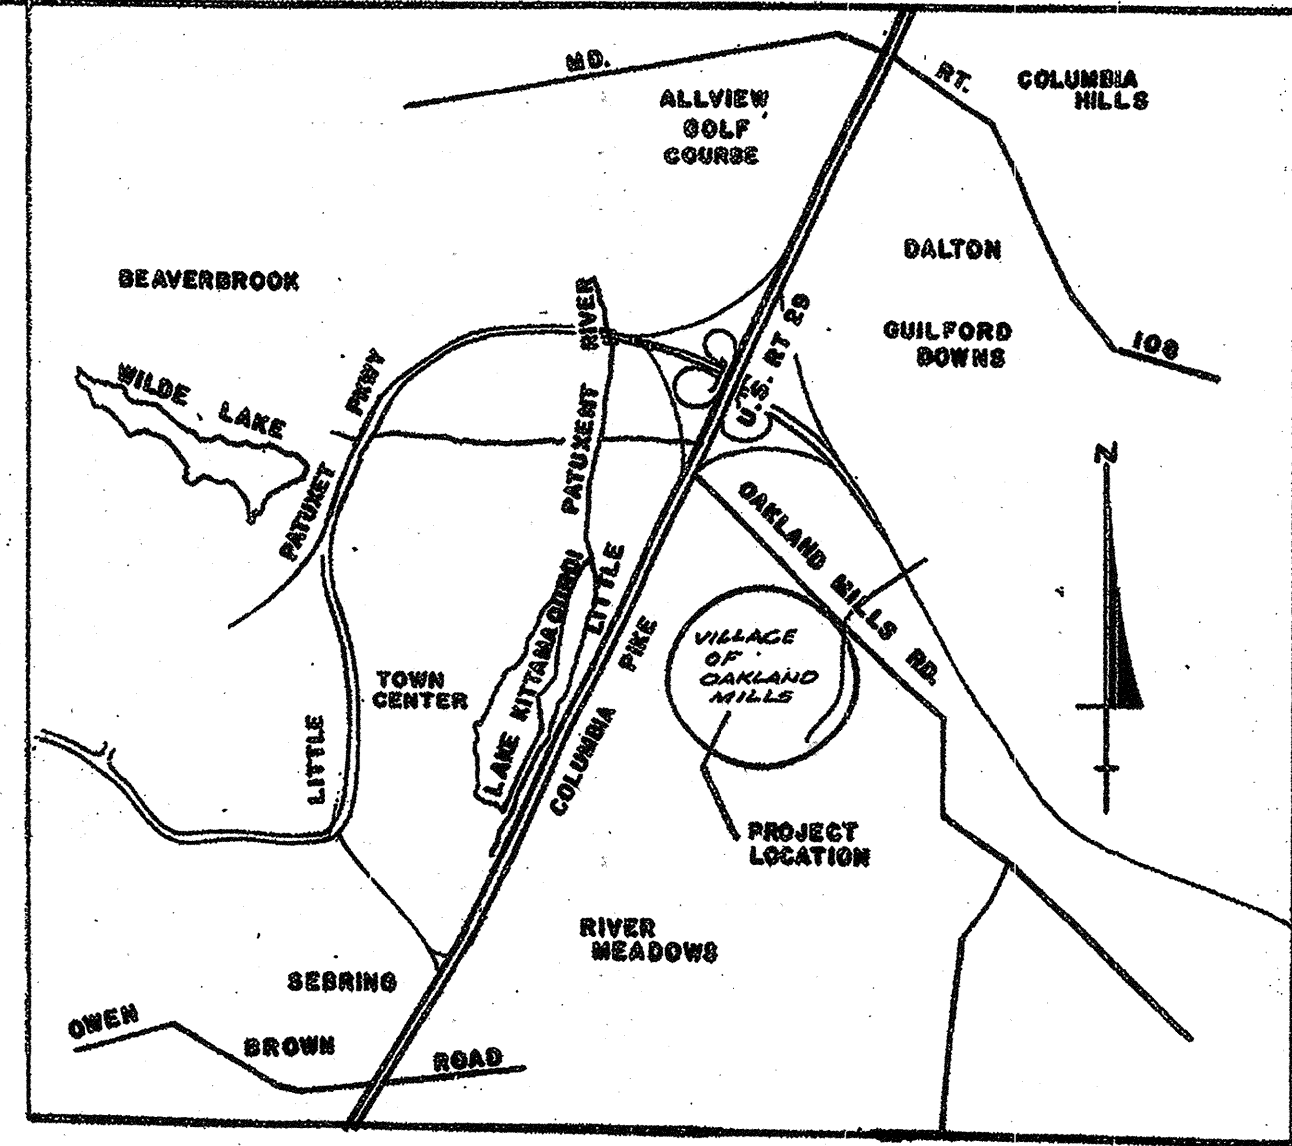 MD.
RT.
COLUMBIA
HILLS
ALLVIEW
GOLF
COURSE
DALTON
BEAVERBROOK
RIVER
U.S. RT 29
GUILFORD
DOWNS
108
WILDE LAKE
PKWY
PATUXENT
N
PATUXET
OAKLAND MILLS RD.
LITTLE
LAKE KITTAMAQUNDI
PIKE
VILLAGE
OF
OAKLAND
MILLS
TOWN
CENTER
LITTLE
COLUMBIA
PROJECT
LOCATION
RIVER
MEADOWS
SEBRING
OWEN
BROWN
ROAD